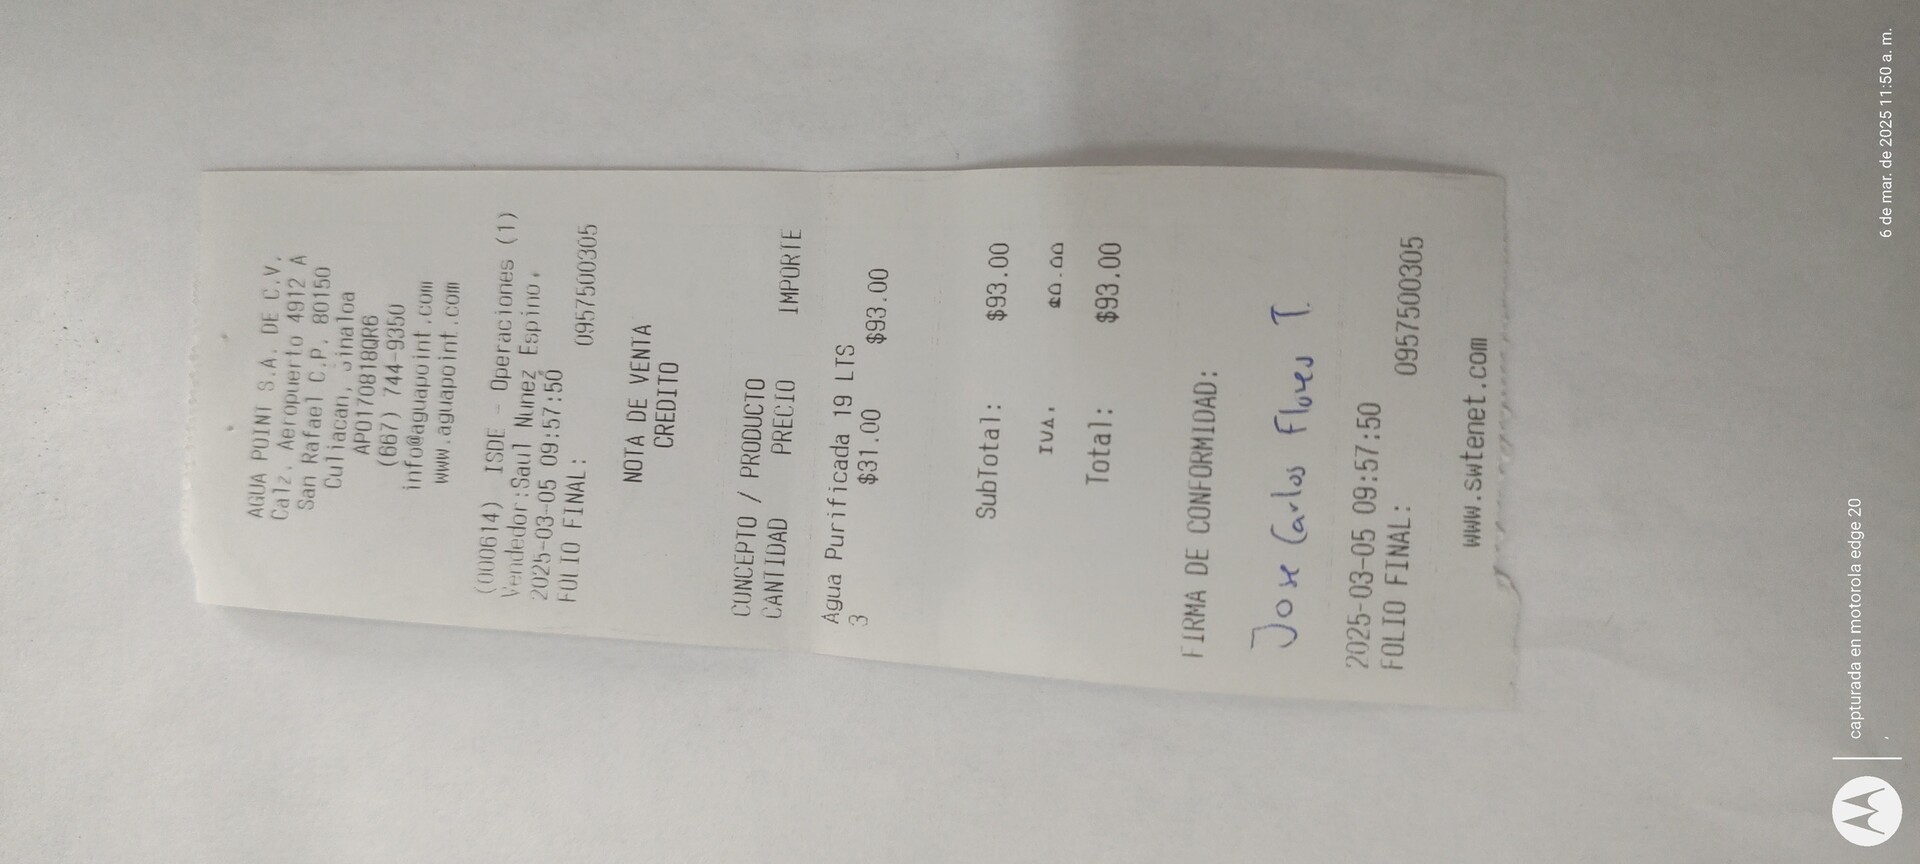 AGUA POINT S.A. DE C.V.
Calz. Aeropuerto 4912 A
San Rafael C.P. 80150
Culiacan, Sinaloa
APO170818QR6
(667) 744-9350
info@aguapoint.com
www.aguapoint.com
(000614) ISDE - Operaciones (1)
Vendedor:Saul Nunez Espino.
2025-03-05 09:57:50
FOLIO FINAL: 0957500305
NOTA DE VENTA
CREDITO
CONCEPTO / PRODUCTO
CANTIDAD PRECIO IMPORTE
Agua Purificada 19 LTS
3 $31.00 $93.00
SubTotal: $93.00
IVA. $0.00
Total: $93.00
FIRMA DE CONFORMIDAD:
Jose Carlos Flores T.
2025-03-05 09:57:50
FOLIO FINAL: 0957500305
www.swtenet.com
capturada en motorola edge 20
6 de mar. de 2025 11:50 a. m.